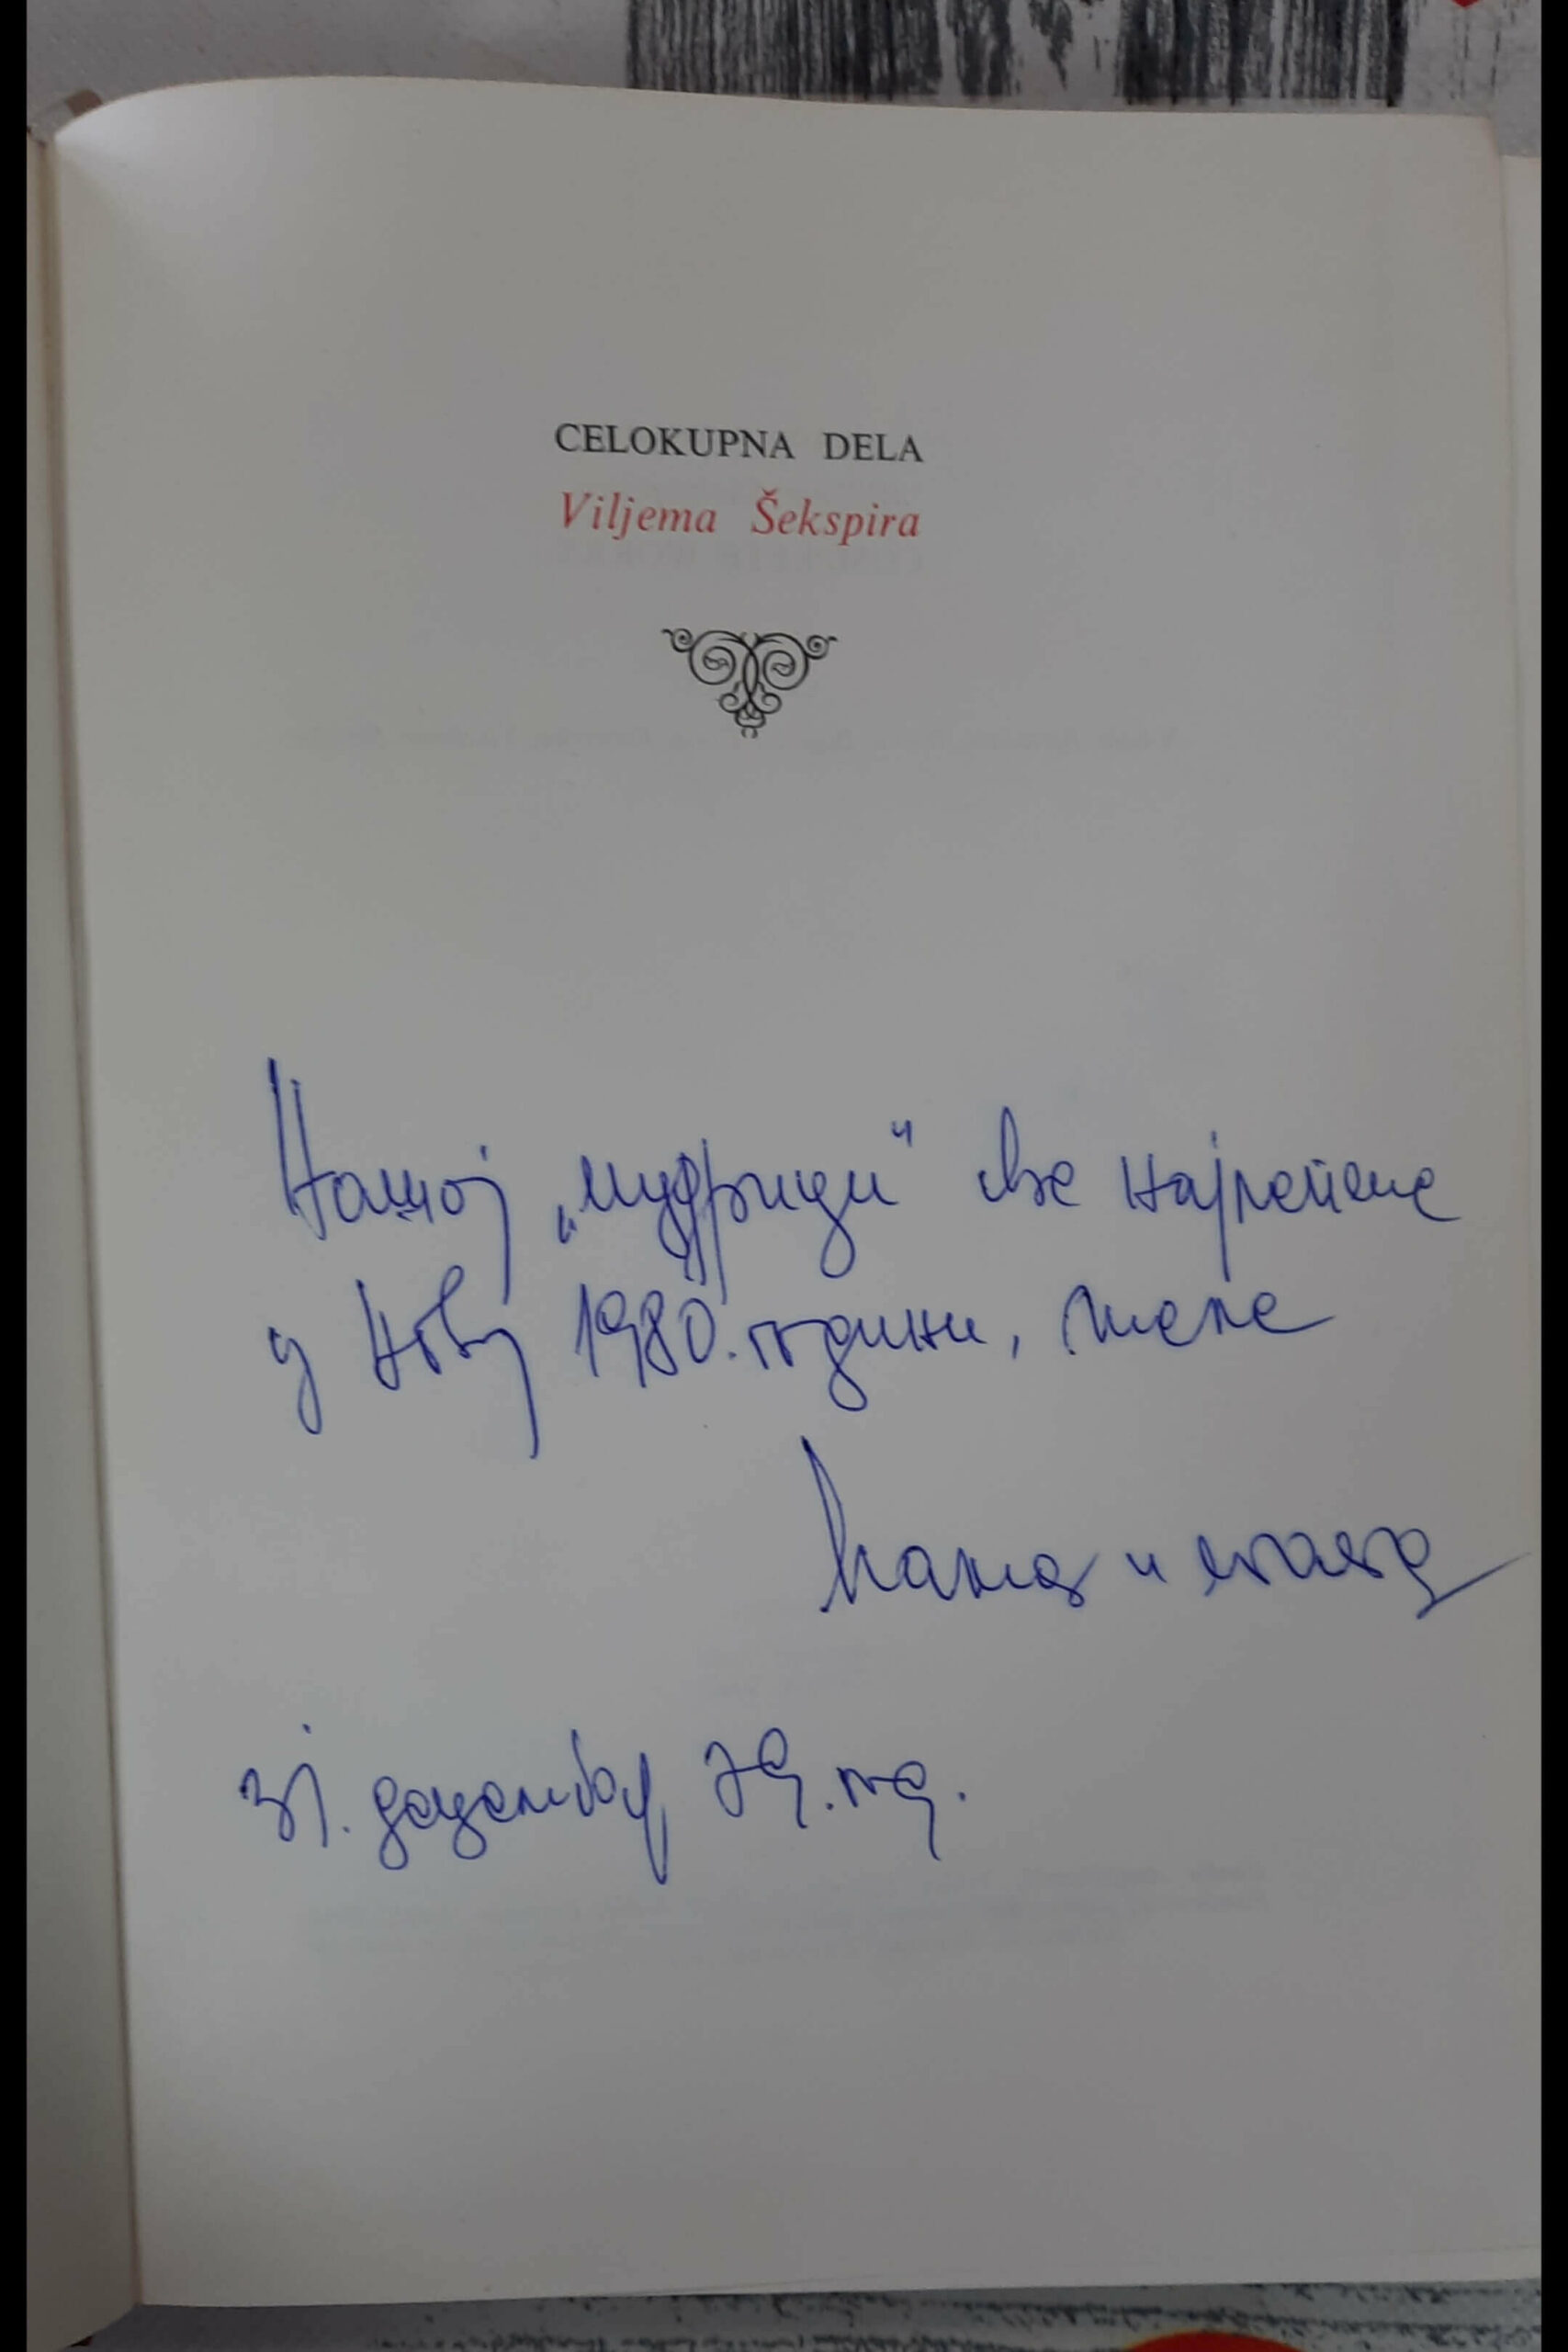 CELOKUPNA DELA
Viljema Šekspira
Нашој „мудрици“ све најлепше
у Новој 1980. години, желе
мама и тата
31. децембар 79. год.